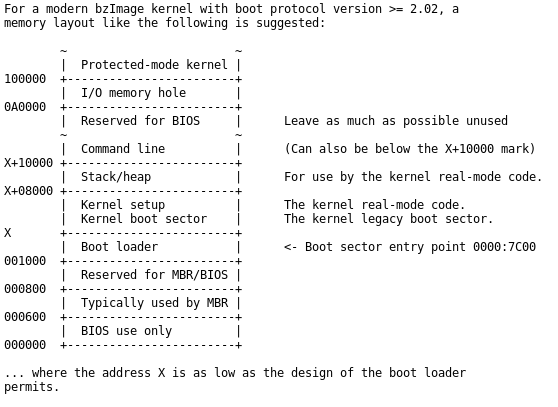 For a modern bzImage kernel with boot protocol version >= 2.02, a
memory layout like the following is suggested:

        ~                        ~
        |  Protected-mode kernel |
100000  +------------------------+
        |  I/O memory hole       |
0A0000  +------------------------+
        |  Reserved for BIOS     |      Leave as much as possible unused
        ~                        ~
        |  Command line          |      (Can also be below the X+10000 mark)
X+10000 +------------------------+
        |  Stack/heap            |      For use by the kernel real-mode code.
X+08000 +------------------------+
        |  Kernel setup          |      The kernel real-mode code.
        |  Kernel boot sector    |      The kernel legacy boot sector.
X       +------------------------+
        |  Boot loader           |      <- Boot sector entry point 0000:7C00
001000  +------------------------+
        |  Reserved for MBR/BIOS |
000800  +------------------------+
        |  Typically used by MBR |
000600  +------------------------+
        |  BIOS use only         |
000000  +------------------------+

... where the address X is as low as the design of the boot loader
permits.